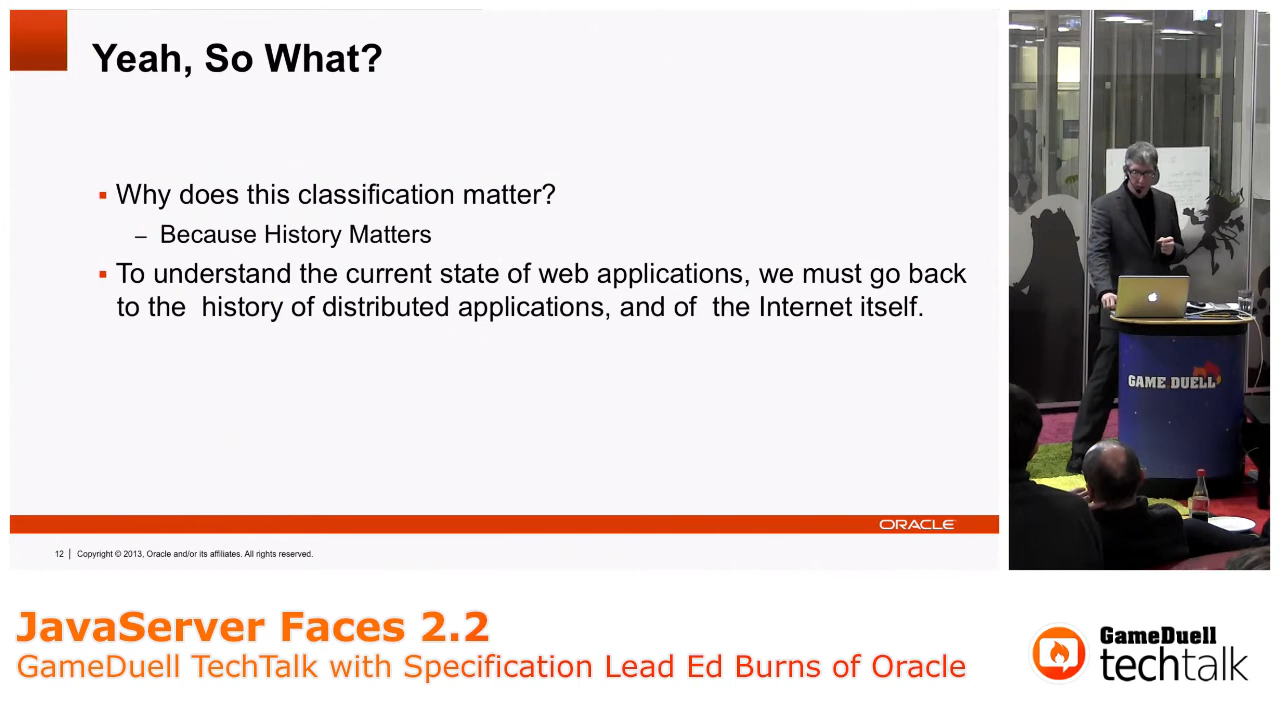 Yeah, So What?
Why does this classification matter?
– Because History Matters
To understand the current state of web applications, we must go back
to the history of distributed applications, and of the Internet itself.
ORACLE
12 | Copyright © 2013, Oracle and/or its affiliates. All rights reserved.
GAME DUELL
JavaServer Faces 2.2
GameDuell TechTalk with Specification Lead Ed Burns of Oracle
GameDuell
techtalk